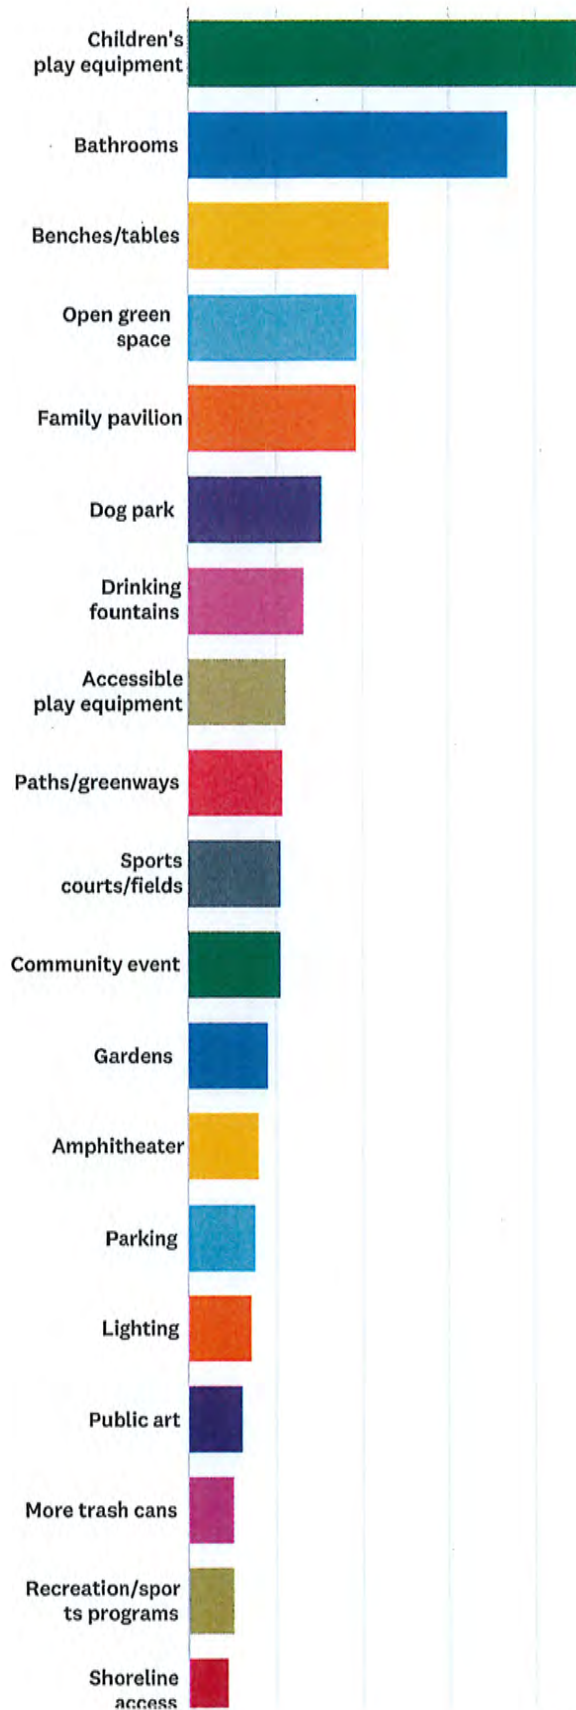 Children's
play equipment
Bathrooms
Benches/tables
Open green
space
Family pavilion
Dog park
Drinking
fountains
Accessible
play equipment
Paths/greenways
Sports
courts/fields
Community event
Gardens
Amphitheater
Parking
Lighting
Public art
More trash cans
Recreation/spor
ts programs
Shoreline
access